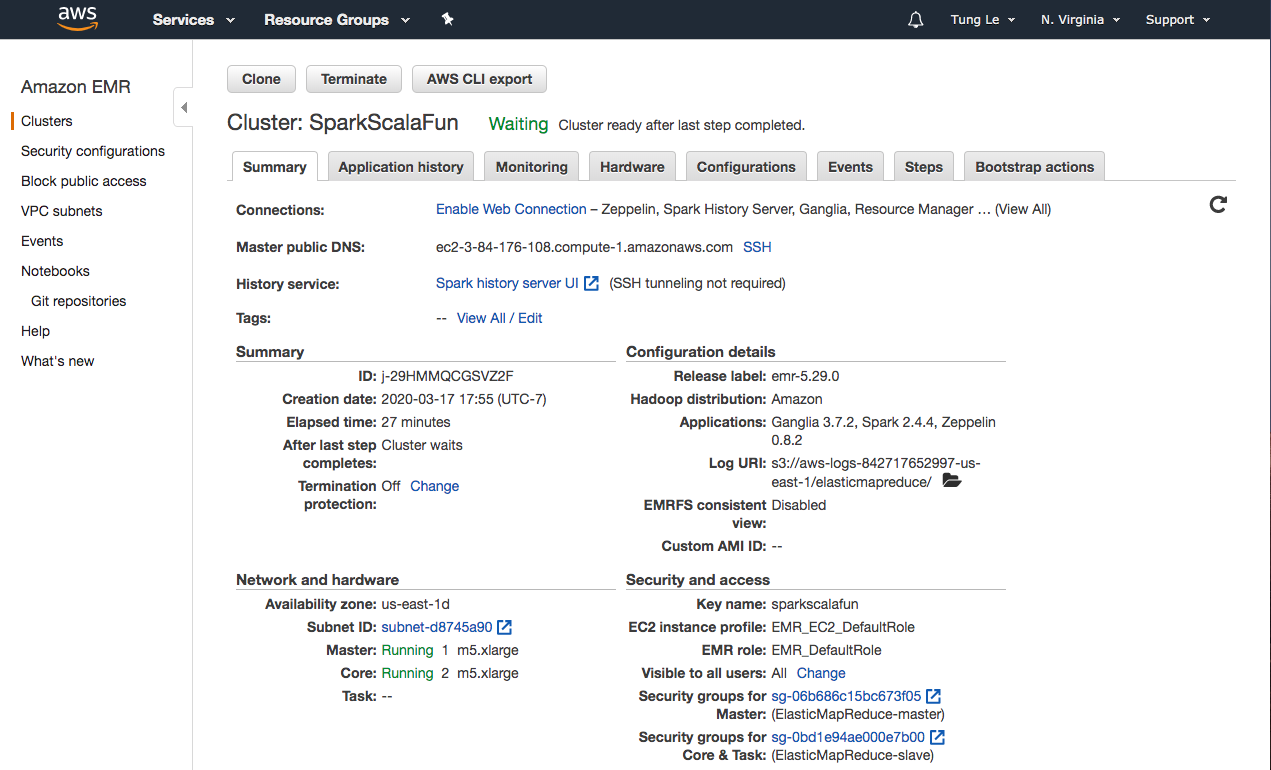 aws Services Resource Groups Tung Le N. Virginia Support
Amazon EMR
Clusters
Security configurations
Block public access
VPC subnets
Events
Notebooks
Git repositories
Help
What's new
Clone Terminate AWS CLI export
Cluster: SparkScalaFun Waiting Cluster ready after last step completed.
Summary Application history Monitoring Hardware Configurations Events Steps Bootstrap actions
Connections: Enable Web Connection – Zeppelin, Spark History Server, Ganglia, Resource Manager … (View All)
Master public DNS: ec2-3-84-176-108.compute-1.amazonaws.com SSH
History service: Spark history server UI (SSH tunneling not required)
Tags: -- View All / Edit
Summary
ID: j-29HMMQCGSVZ2F
Creation date: 2020-03-17 17:55 (UTC-7)
Elapsed time: 27 minutes
After last step Cluster waits
completes:
Termination Off Change
protection:
Configuration details
Release label: emr-5.29.0
Hadoop distribution: Amazon
Applications: Ganglia 3.7.2, Spark 2.4.4, Zeppelin
0.8.2
Log URI: s3://aws-logs-842717652997-us-
east-1/elasticmapreduce/
EMRFS consistent Disabled
view:
Custom AMI ID: --
Network and hardware
Availability zone: us-east-1d
Subnet ID: subnet-d8745a90
Master: Running 1 m5.xlarge
Core: Running 2 m5.xlarge
Task: --
Security and access
Key name: sparkscalafun
EC2 instance profile: EMR_EC2_DefaultRole
EMR role: EMR_DefaultRole
Visible to all users: All Change
Security groups for sg-06b686c15bc673f05
Master: (ElasticMapReduce-master)
Security groups for sg-0bd1e94ae000e7b00
Core & Task: (ElasticMapReduce-slave)